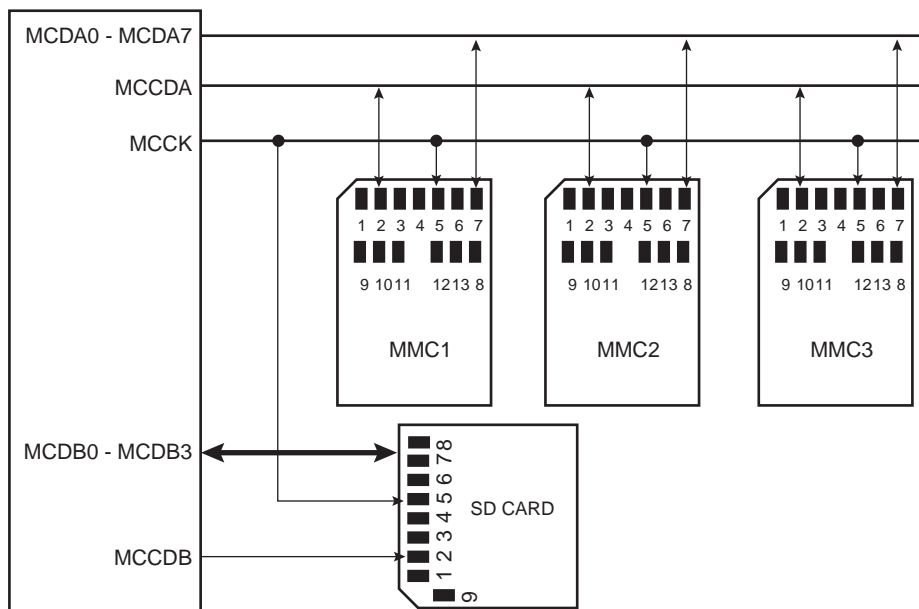 MCDA0 - MCDA7
MCCDA
MCCK
1 2 3 4 5 6 7
9 10 11 12 13 8
MMC1
1 2 3 4 5 6 7
9 10 11 12 13 8
MMC2
1 2 3 4 5 6 7
9 10 11 12 13 8
MMC3
MCDB0 - MCDB3
MCCDB
1 2 3 4 5 6 7 8
9
SD CARD